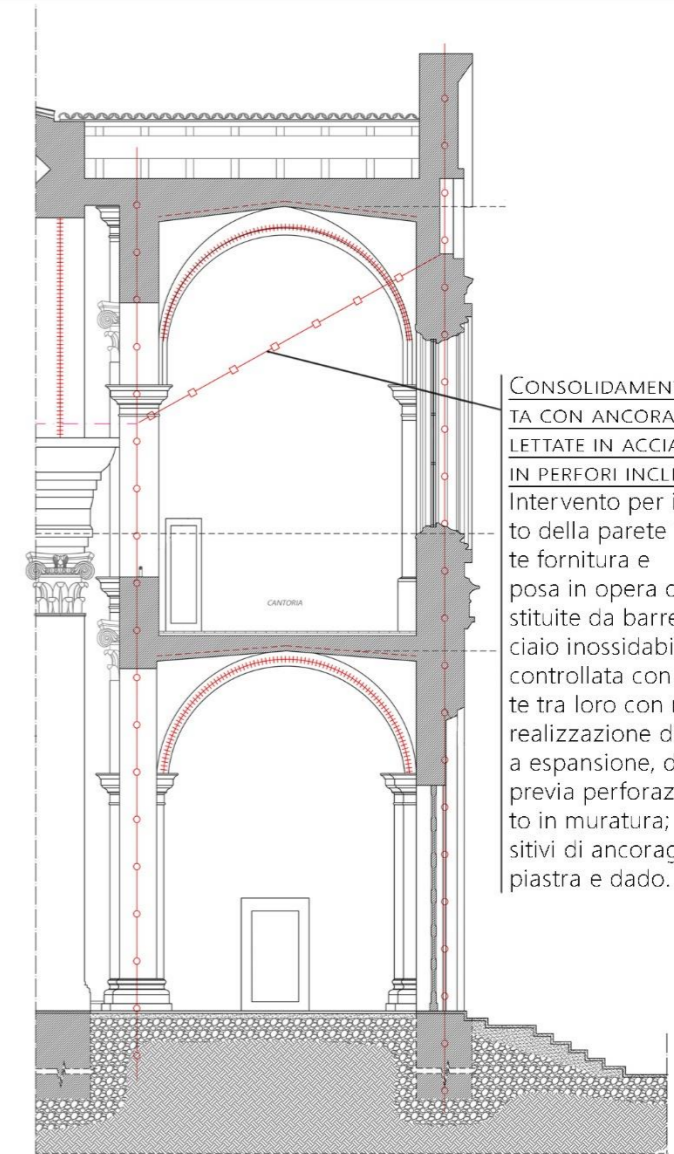 CONSOLIDAMEN
TA CON ANCORA
LETTATE IN ACCIA
IN PERFORI INCLI
Intervento per i
to della parete
te fornitura e
posa in opera d
stituite da barre
ciaio inossidabi
controllata con
te tra loro con
realizzazione d
a espansione, d
previa perforaz
to in muratura;
sitivi di ancorag
piastra e dado.
CANTORIA